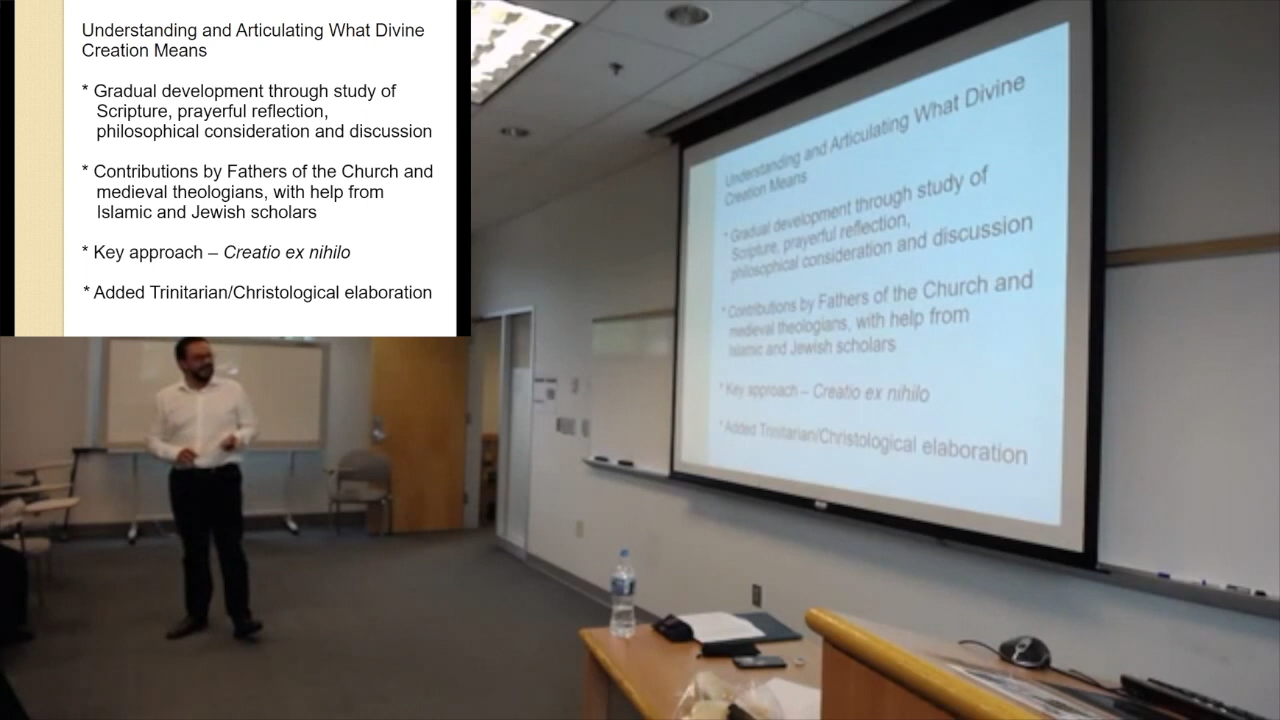 Understanding and Articulating What Divine
Creation Means
* Gradual development through study of
Scripture, prayerful reflection,
philosophical consideration and discussion
* Contributions by Fathers of the Church and
medieval theologians, with help from
Islamic and Jewish scholars
* Key approach – Creatio ex nihilo
* Added Trinitarian/Christological elaboration
Understanding and Articulating What Divine
Creation Means
* Gradual development through study of
Scripture, prayerful reflection,
philosophical consideration and discussion
* Contributions by Fathers of the Church and
medieval theologians, with help from
Islamic and Jewish scholars
* Key approach – Creatio ex nihilo
* Added Trinitarian/Christological elaboration